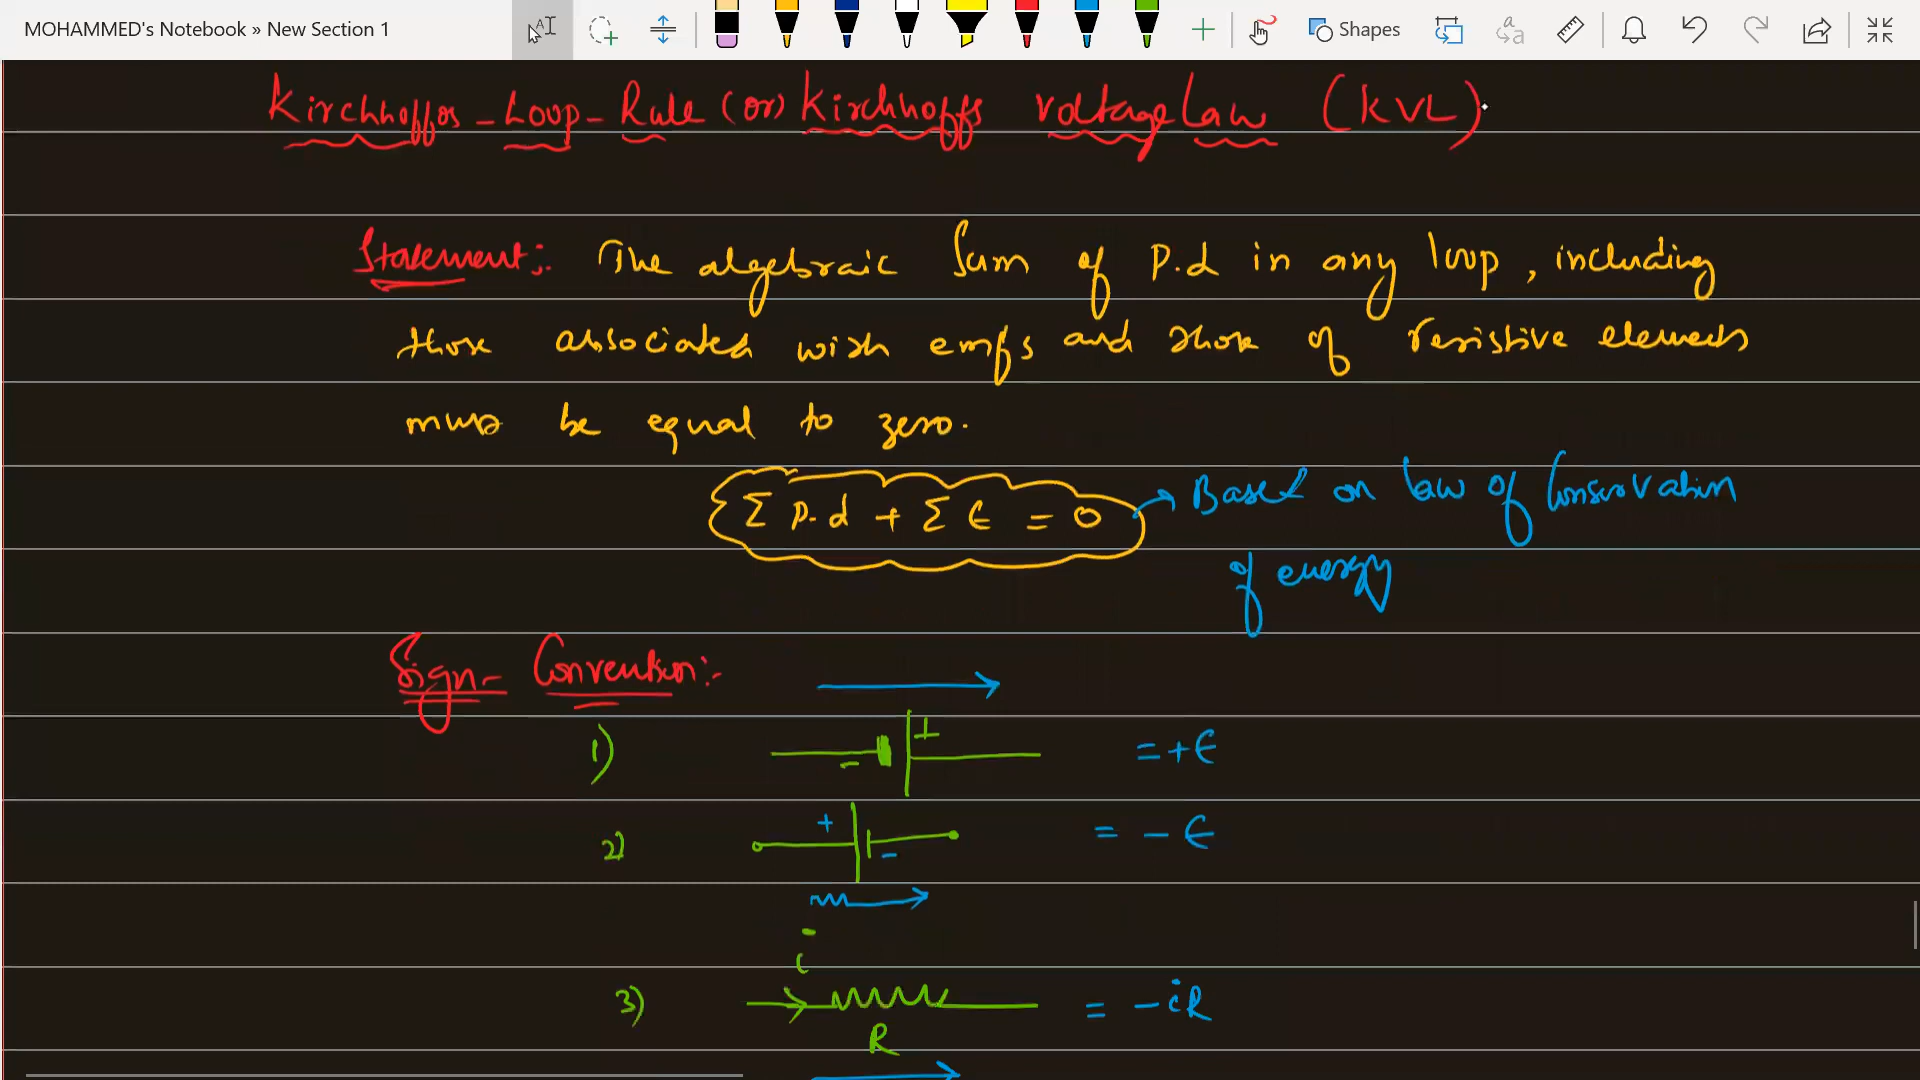 MOHAMMED's Notebook » New Section 1
Shapes
Kirchhoffos - Loop - Rule (or) Kirchhoffs voltage Law (KVL)
Statement:- The algebraic Sum of P.d in any loop, including
those associated with emfs and those of resistive elements
must be equal to zero.
Σ P.d + Σ ε = 0 → Based on law of Conservation
of energy
Sign - Convention:-
1) - + = +ε
2) + - = - ε
i
3) = - iR
R